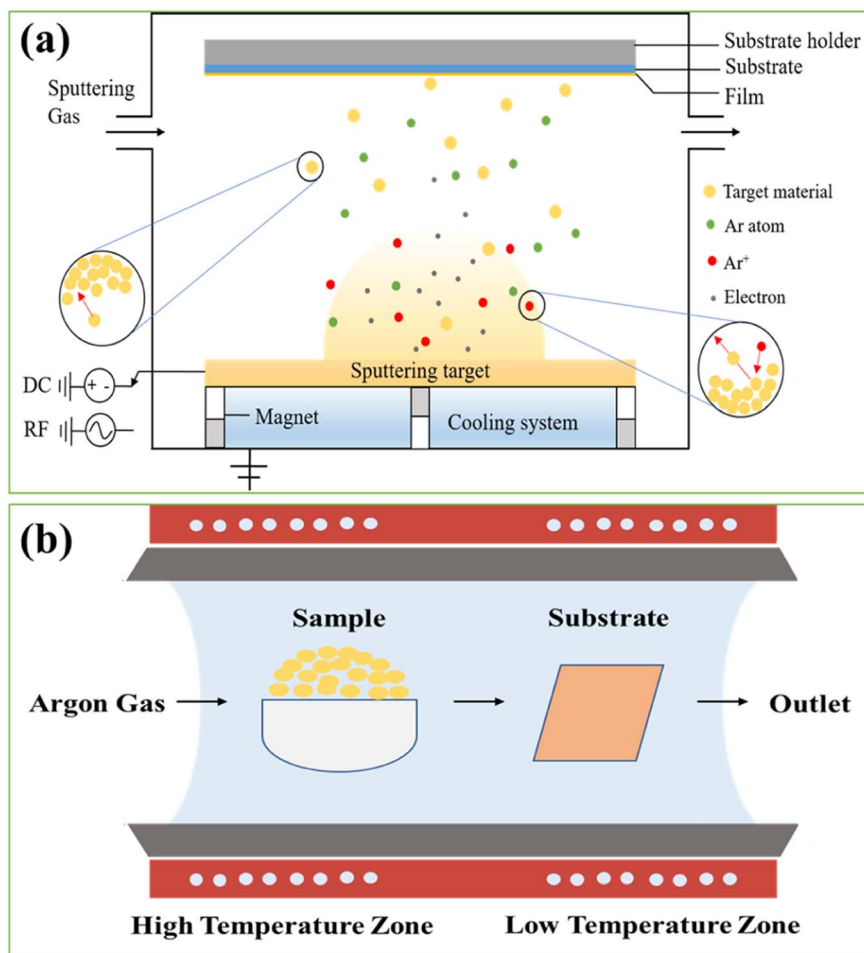 (a)
Substrate holder
Substrate
Film
Sputtering
Gas
Target material
Ar atom
Ar+
Electron
Sputtering target
DC
+ -
RF
Magnet
Cooling system
(b)
Sample
Substrate
Argon Gas
Outlet
High Temperature Zone
Low Temperature Zone